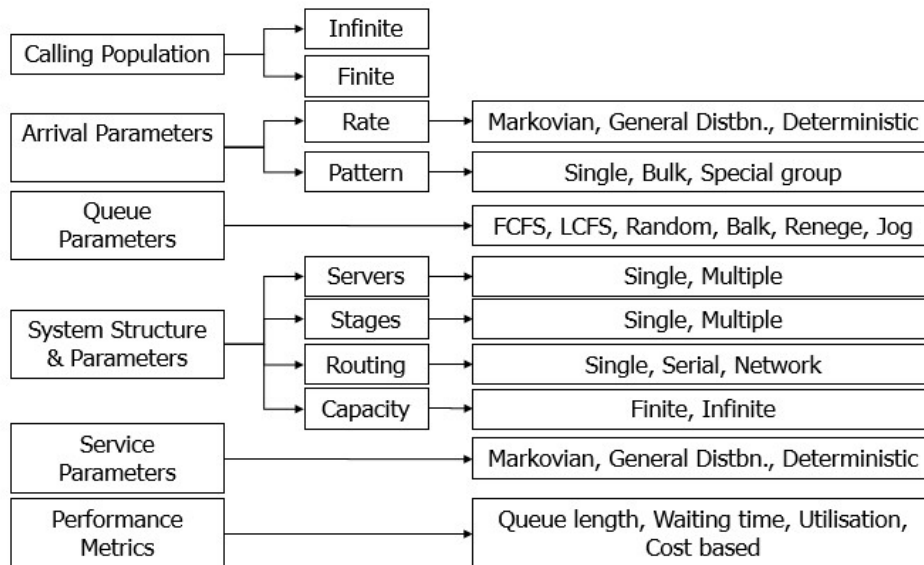 Calling Population
Infinite
Finite
Arrival Parameters
Rate
Markovian, General Distbn., Deterministic
Pattern
Single, Bulk, Special group
Queue
Parameters
FCFS, LCFS, Random, Balk, Renege, Jog
System Structure
& Parameters
Servers
Single, Multiple
Stages
Single, Multiple
Routing
Single, Serial, Network
Capacity
Finite, Infinite
Service
Parameters
Markovian, General Distbn., Deterministic
Performance
Metrics
Queue length, Waiting time, Utilisation,
Cost based